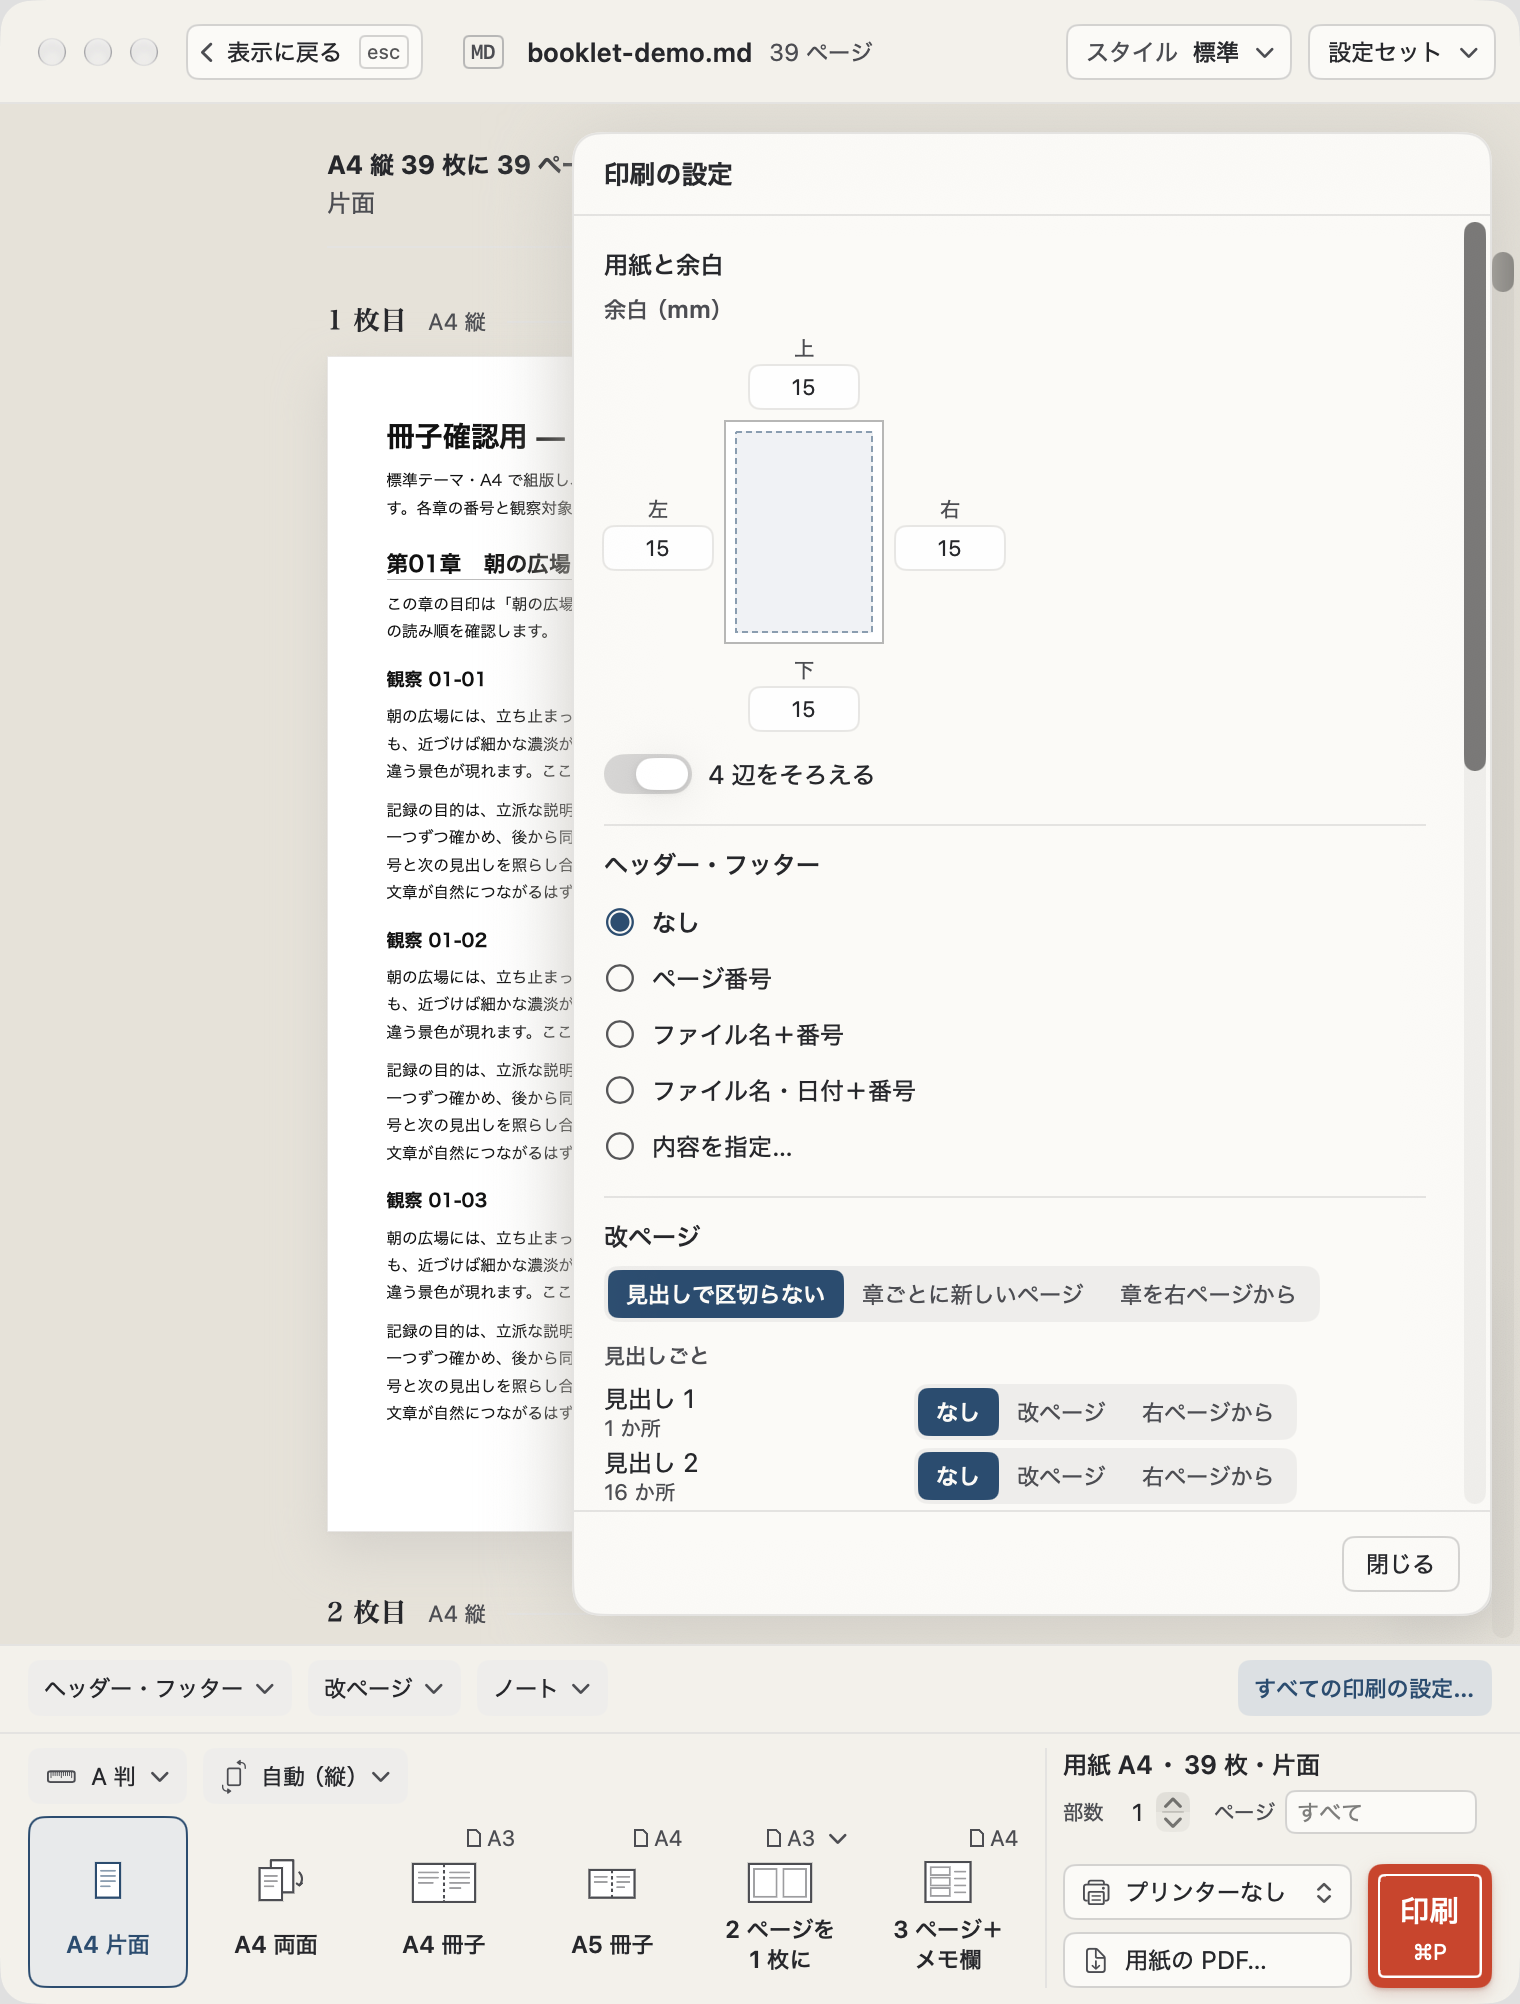 表示に戻る esc
MD booklet-demo.md 39 ページ
スタイル 標準
設定セット
A4 縦 39 枚に 39 ペー
片面
1 枚目 A4 縦
冊子確認用 —
標準テーマ・A4 で組版し
す。各章の番号と観察対象
第01章 朝の広場
この章の目印は「朝の広場
の読み順を確認します。
観察 01-01
朝の広場には、立ち止まっ
も、近づけば細かな濃淡が
違う景色が現れます。ここ
記録の目的は、立派な説明
一つずつ確かめ、後から同
号と次の見出しを照らし合
文章が自然につながるはず
観察 01-02
朝の広場には、立ち止まっ
も、近づけば細かな濃淡が
違う景色が現れます。ここ
記録の目的は、立派な説明
一つずつ確かめ、後から同
号と次の見出しを照らし合
文章が自然につながるはず
観察 01-03
朝の広場には、立ち止まっ
も、近づけば細かな濃淡が
違う景色が現れます。ここ
記録の目的は、立派な説明
一つずつ確かめ、後から同
号と次の見出しを照らし合
文章が自然につながるはず
2 枚目 A4 縦
印刷の設定
用紙と余白
余白（mm）
上
15
左
15
右
15
下
15
4 辺をそろえる
ヘッダー・フッター
なし
ページ番号
ファイル名＋番号
ファイル名・日付＋番号
内容を指定...
改ページ
見出しで区切らない 章ごとに新しいページ 章を右ページから
見出しごと
見出し 1
1 か所
なし 改ページ 右ページから
見出し 2
16 か所
なし 改ページ 右ページから
閉じる
ヘッダー・フッター 改ページ ノート
すべての印刷の設定...
A 判 自動（縦）
A4 片面
A4 両面
A3
A4 冊子
A4
A5 冊子
A3
2 ページを
1 枚に
A4
3 ページ＋
メモ欄
用紙 A4 ・ 39 枚・片面
部数 1 ページ すべて
プリンターなし
用紙の PDF...
印刷
⌘P